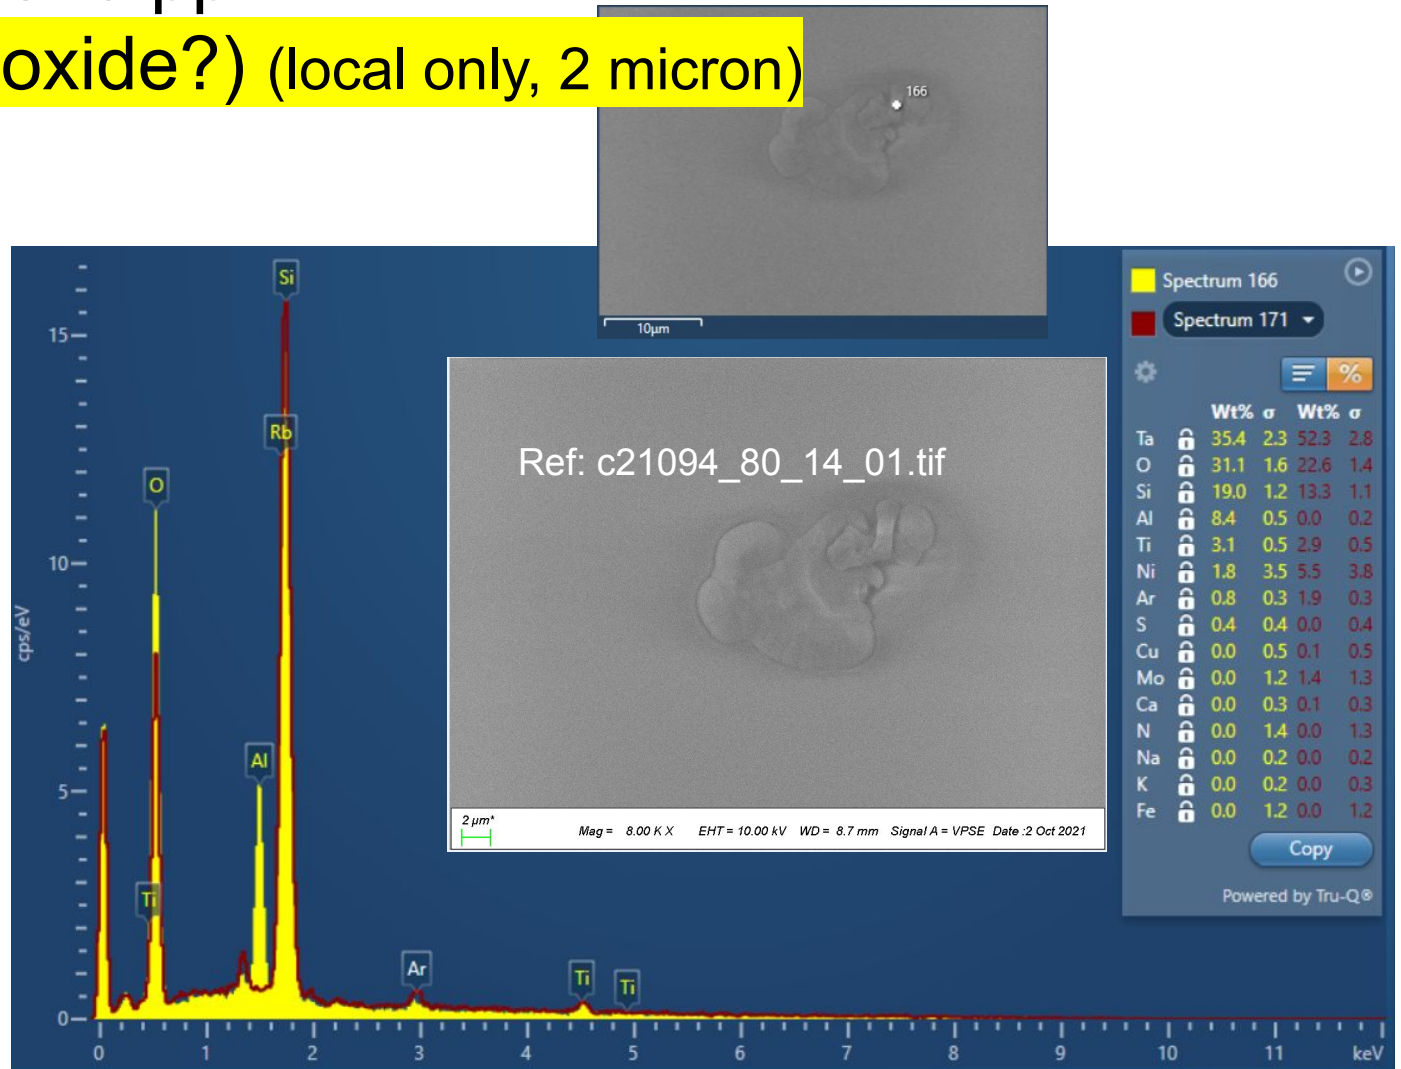 oxide?) (local only, 2 micron)
166
10µm
Si
Rb
O
Al
Ti
Ar
Ti
Ti
15
10
5
0
cps/eV
0 1 2 3 4 5 6 7 8 9 10 11 keV
Ref: c21094_80_14_01.tif
2 µm*
Mag = 8.00 K X EHT = 10.00 kV WD = 8.7 mm Signal A = VPSE Date :2 Oct 2021
Spectrum 166
Spectrum 171
%
Wt% σ Wt% σ
Ta 35.4 2.3 52.3 2.8
O 31.1 1.6 22.6 1.4
Si 19.0 1.2 13.3 1.1
Al 8.4 0.5 0.0 0.2
Ti 3.1 0.5 2.9 0.5
Ni 1.8 3.5 5.5 3.8
Ar 0.8 0.3 1.9 0.3
S 0.4 0.4 0.0 0.4
Cu 0.0 0.5 0.1 0.5
Mo 0.0 1.2 1.4 1.3
Ca 0.0 0.3 0.1 0.3
N 0.0 1.4 0.0 1.3
Na 0.0 0.2 0.0 0.2
K 0.0 0.2 0.0 0.3
Fe 0.0 1.2 0.0 1.2
Copy
Powered by Tru-Q®